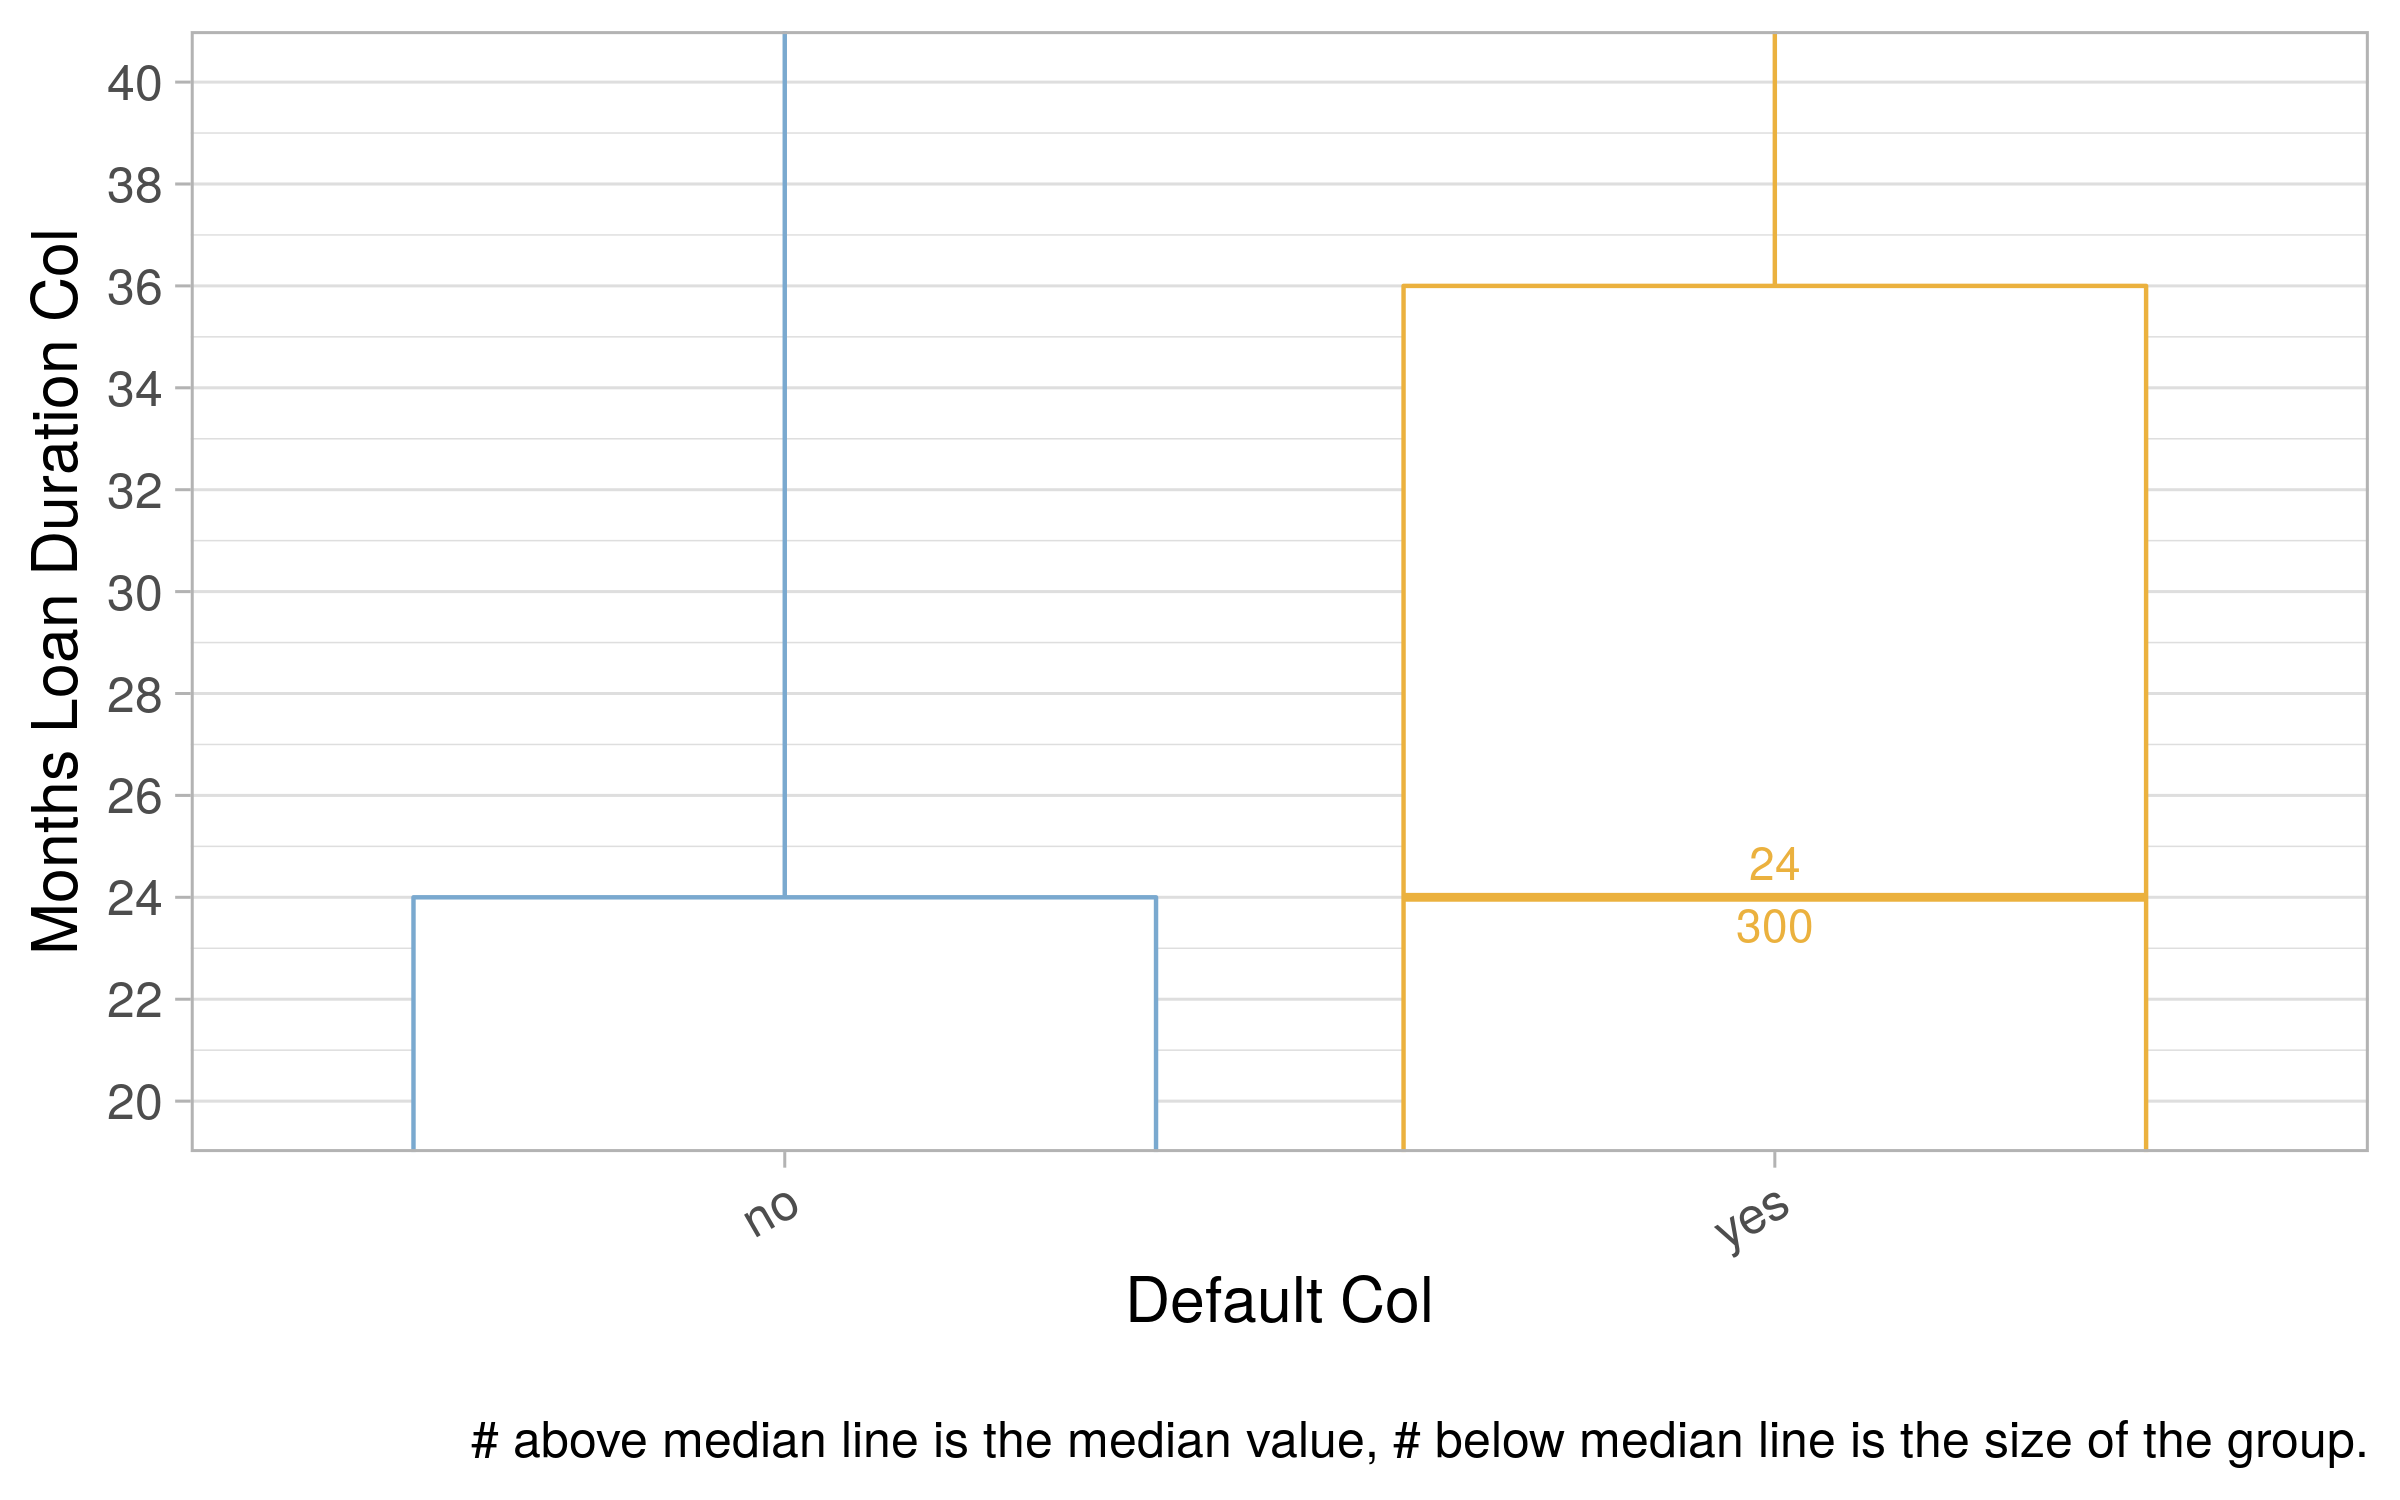 Months Loan Duration Col
40
38
36
34
32
30
28
26
24
22
20
24
300
no
yes
Default Col
# above median line is the median value, # below median line is the size of the group.